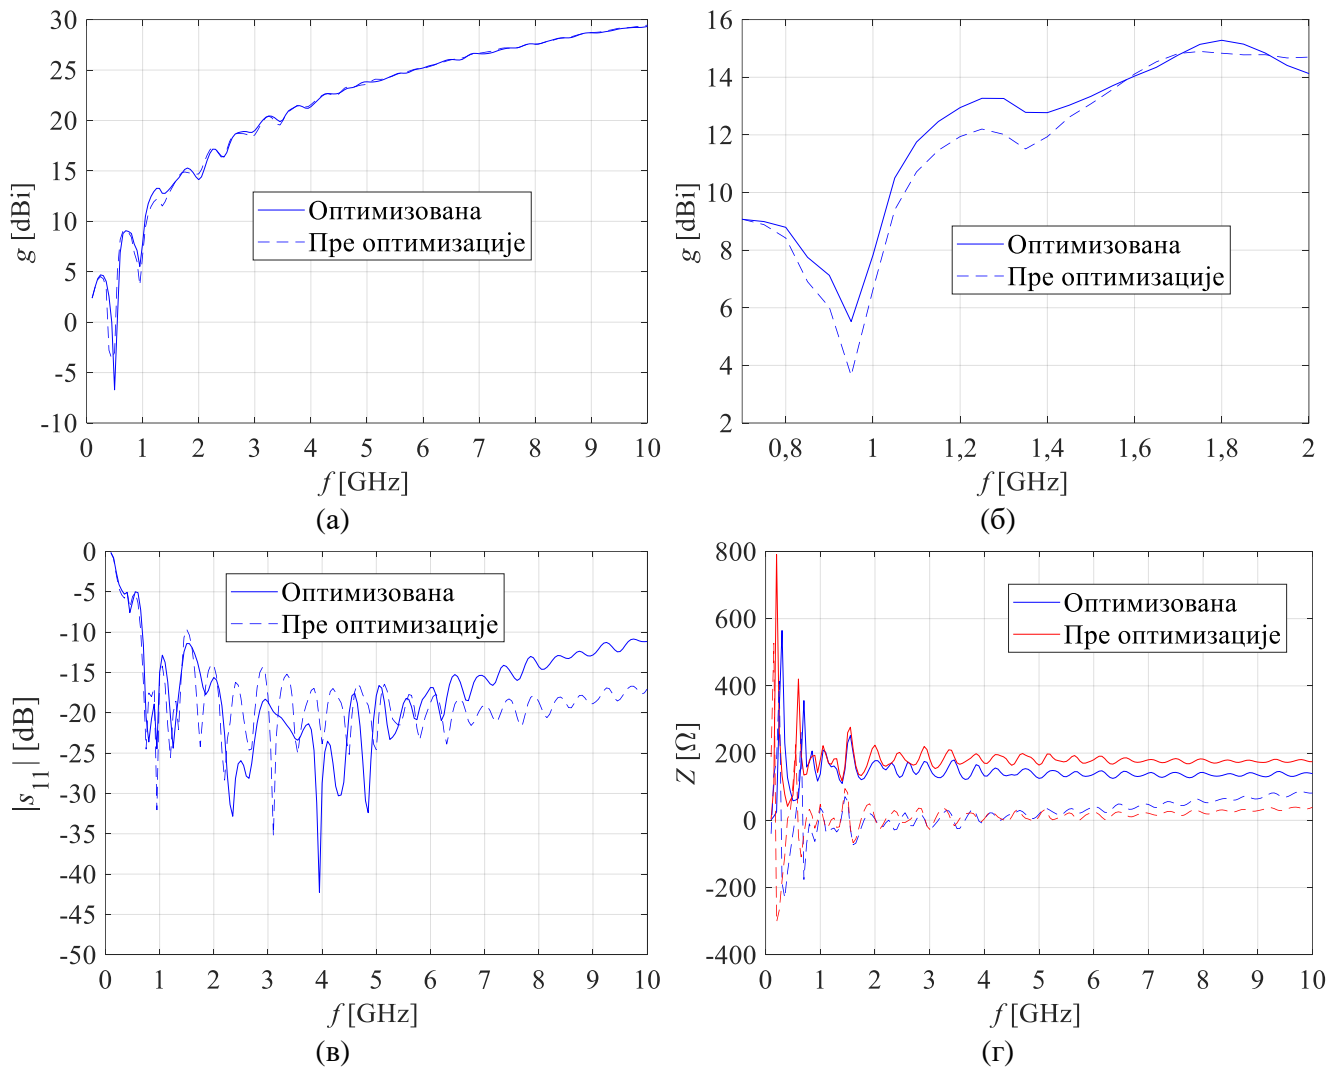 30
25
20
15
10
5
0
-5
-10
g [dBi]
Оптимизована
Пре оптимизације
0 1 2 3 4 5 6 7 8 9 10
f [GHz]
(а)
16
14
12
10
8
6
4
2
g [dBi]
Оптимизована
Пре оптимизације
0,8 1 1,2 1,4 1,6 1,8 2
f [GHz]
(б)
0
-5
-10
-15
-20
-25
-30
-35
-40
-45
-50
|s11| [dB]
Оптимизована
Пре оптимизације
0 1 2 3 4 5 6 7 8 9 10
f [GHz]
(в)
800
600
400
200
0
-200
-400
Z [Ω]
Оптимизована
Пре оптимизације
0 1 2 3 4 5 6 7 8 9 10
f [GHz]
(г)